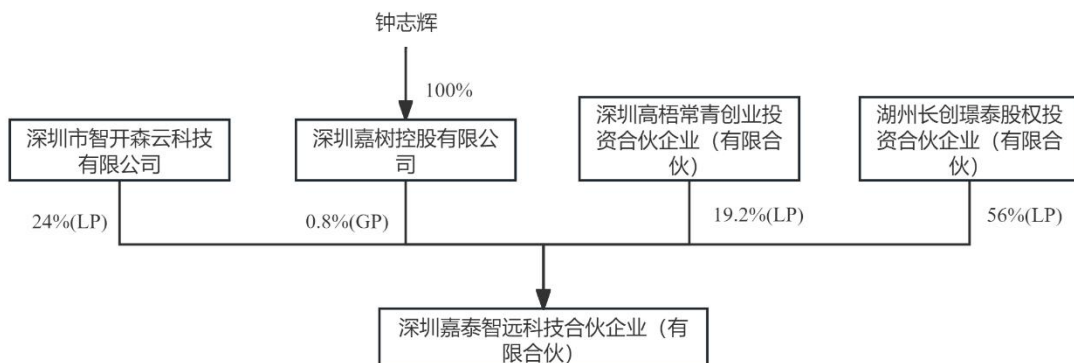 钟志辉
100%
深圳市智开森云科技
有限公司
深圳嘉树控股有限公
司
深圳高梧常青创业投
资合伙企业（有限合
伙）
湖州长创璟泰股权投
资合伙企业（有限合
伙）
24%(LP)
0.8%(GP)
19.2%(LP)
56%(LP)
深圳嘉泰智远科技合伙企业（有
限合伙）